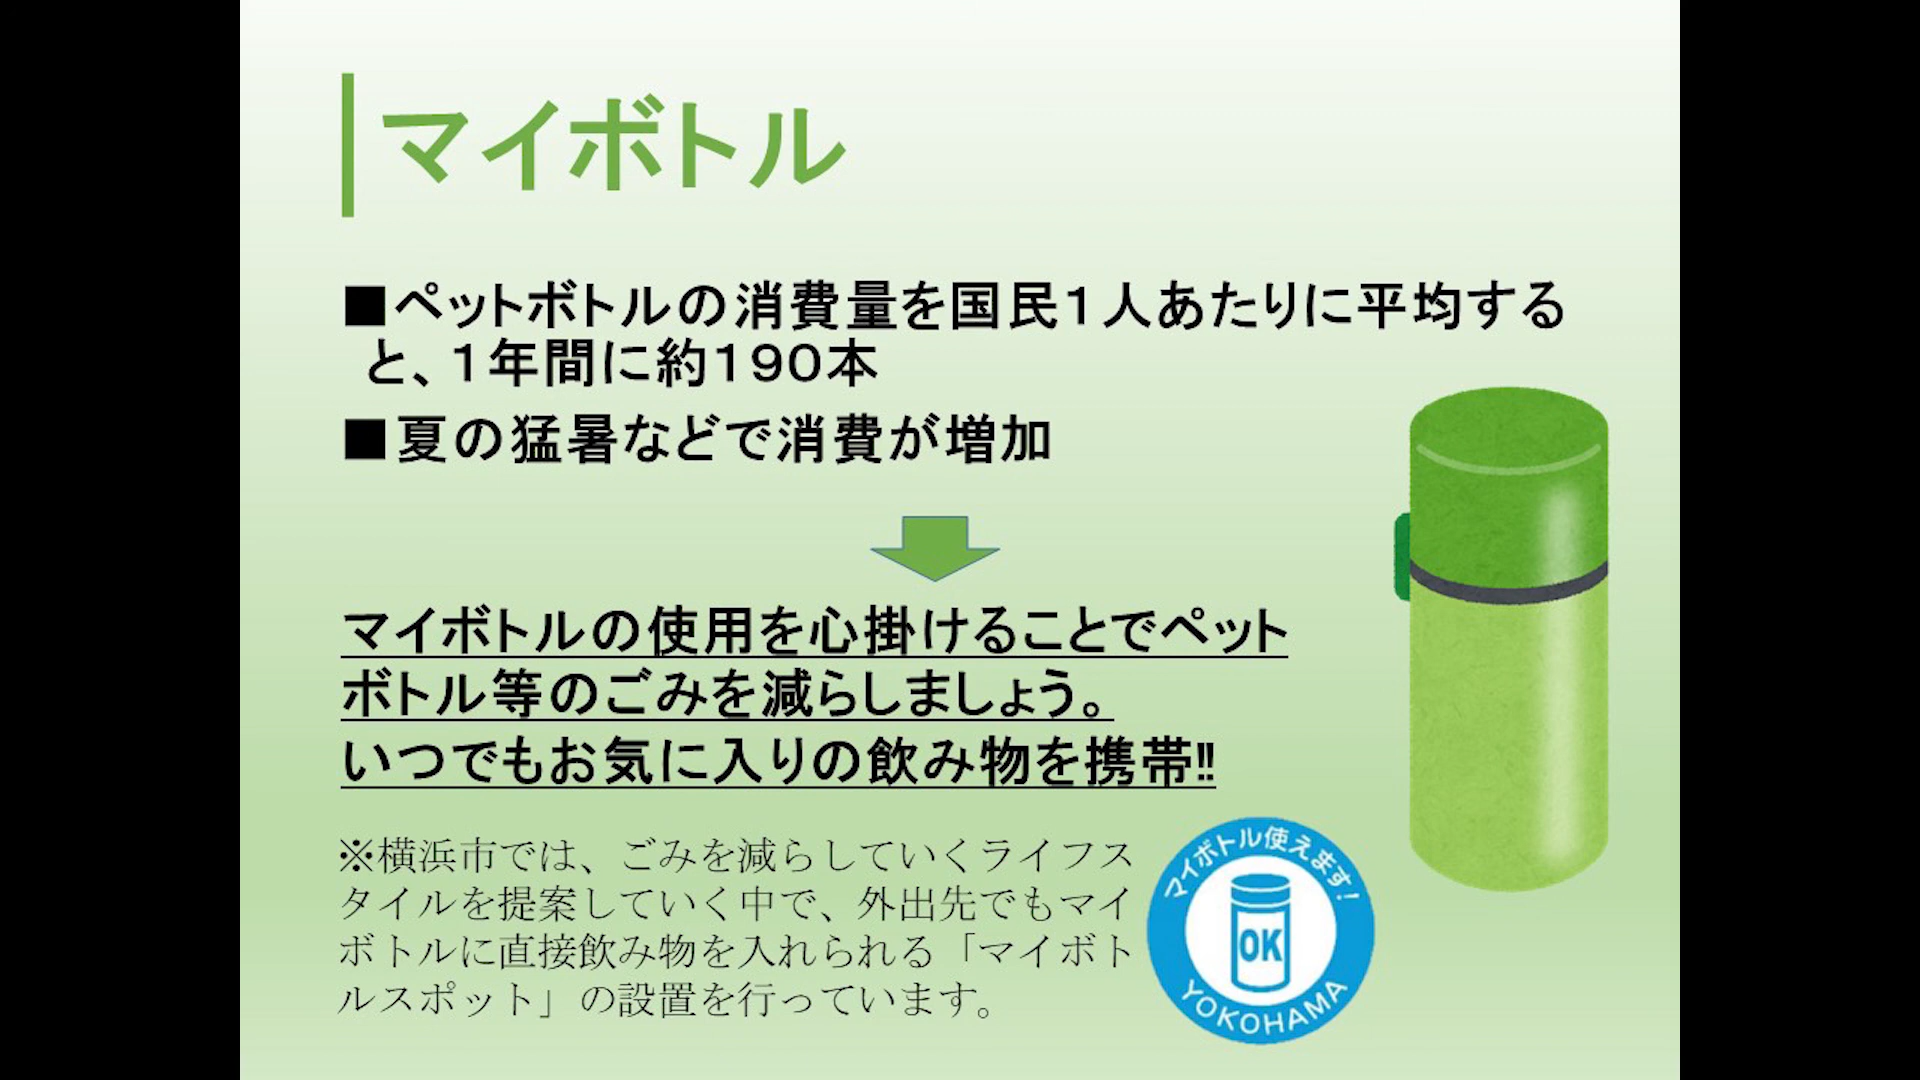 マイボトル
■ペットボトルの消費量を国民１人あたりに平均する
と、１年間に約１９０本
■夏の猛暑などで消費が増加
マイボトルの使用を心掛けることでペット
ボトル等のごみを減らしましょう。
いつでもお気に入りの飲み物を携帯‼
※横浜市では、ごみを減らしていくライフス
タイルを提案していく中で、外出先でもマイ
ボトルに直接飲み物を入れられる「マイボト
ルスポット」の設置を行っています。
マイボトル使えます！
OK
YOKOHAMA